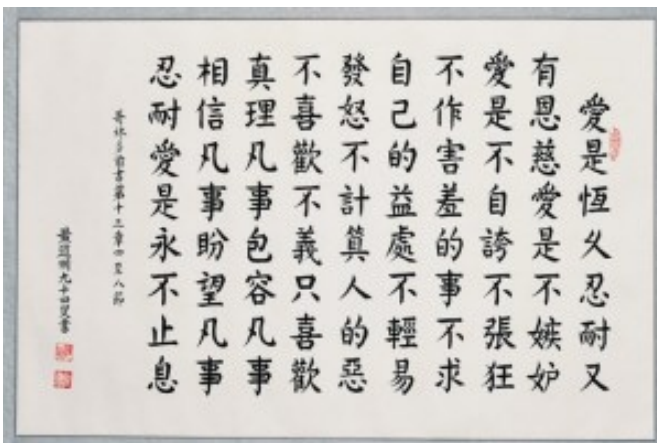 愛是恆久忍耐又
有恩慈愛是不嫉妒
愛是不自誇不張狂
不作害羞的事不求
自己的益處不輕易
發怒不計算人的惡
不喜歡不義只喜歡
真理凡事包容凡事
相信凡事盼望凡事
忍耐愛是永不止息
哥林多前書第十三章四至八節
九十四叟書